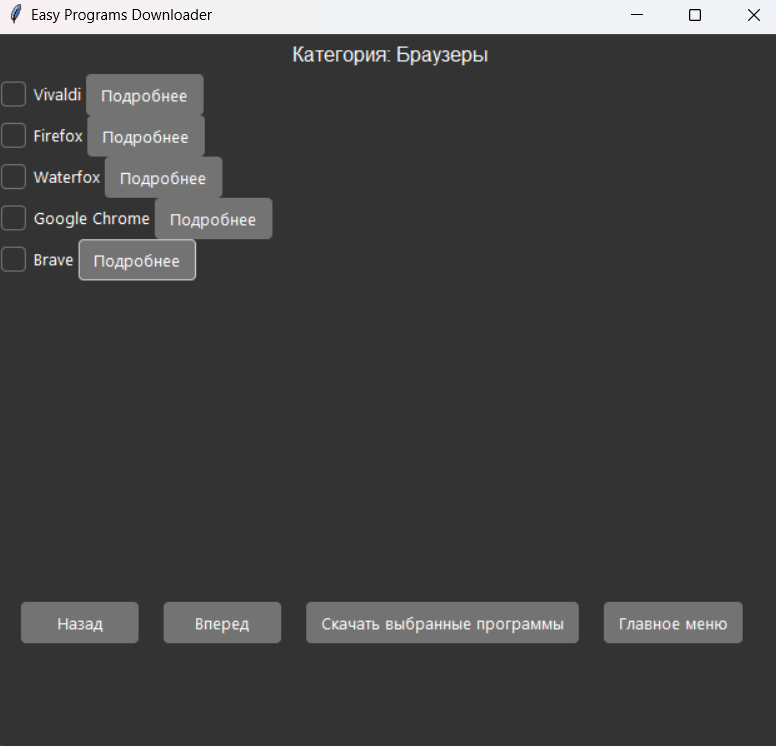 Easy Programs Downloader
Категория: Браузеры
Vivaldi Подробнее
Firefox Подробнее
Waterfox Подробнее
Google Chrome Подробнее
Brave Подробнее
Назад Вперед Скачать выбранные программы Главное меню